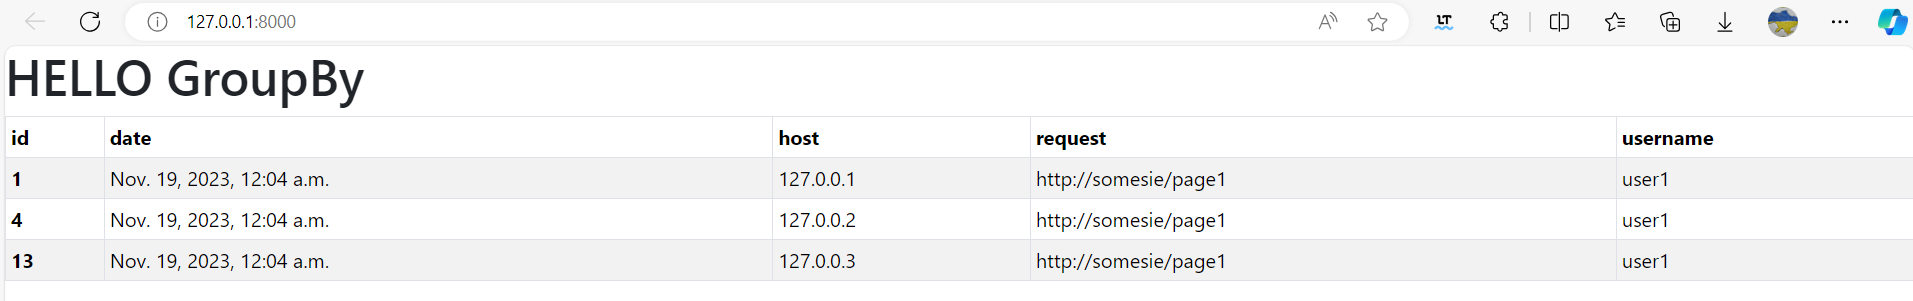 127.0.0.1:8000
HELLO GroupBy
id date host request username
1 Nov. 19, 2023, 12:04 a.m. 127.0.0.1 http://somesie/page1 user1
4 Nov. 19, 2023, 12:04 a.m. 127.0.0.2 http://somesie/page1 user1
13 Nov. 19, 2023, 12:04 a.m. 127.0.0.3 http://somesie/page1 user1